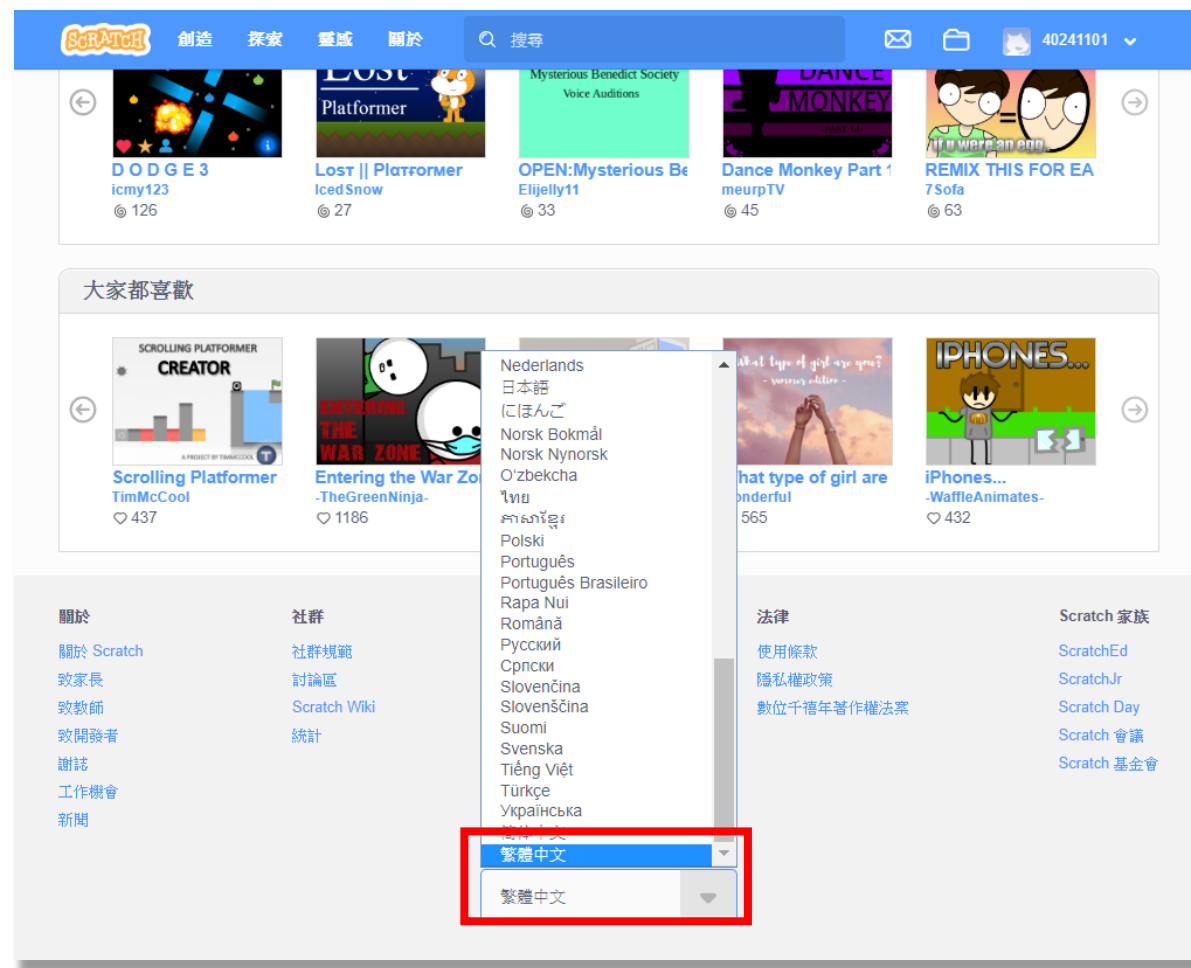 SCRATCH 創造 探索 靈感 關於 搜尋 40241101
LOST
Platformer
Mysterious Benedict Society
Voice Auditions
DANCE
MONKEY
-PART 14-
=
if u were an egg..
D O D G E 3
icmy123
126
Lost || Platformer
IcedSnow
27
OPEN:Mysterious Be
Elijelly11
33
Dance Monkey Part 1
meurpTV
45
REMIX THIS FOR EA
7Sofa
63
大家都喜歡
SCROLLING PLATFORMER
CREATOR
A PROJECT BY TIMMCCOOL
ENTERING
THE
WAR ZONE
What type of girl are you?
- summer edition -
IPHONES...
Scrolling Platformer
TimMcCool
437
Entering the War Zo
-TheGreenNinja-
1186
hat type of girl are
onderful
565
iPhones...
-WaffleAnimates-
432
Nederlands
日本語
にほんご
Norsk Bokmål
Norsk Nynorsk
O'zbekcha
ไทย
ភាសាខ្មែរ
Polski
Português
Português Brasileiro
Rapa Nui
Română
Русский
Српски
Slovenčina
Slovenščina
Suomi
Svenska
Tiếng Việt
Türkçe
Українська
简体中文
繁體中文
繁體中文
關於
關於 Scratch
致家長
致教師
致開發者
謝誌
工作機會
新聞
社群
社群規範
討論區
Scratch Wiki
統計
法律
使用條款
隱私權政策
數位千禧年著作權法案
Scratch 家族
ScratchEd
ScratchJr
Scratch Day
Scratch 會議
Scratch 基金會